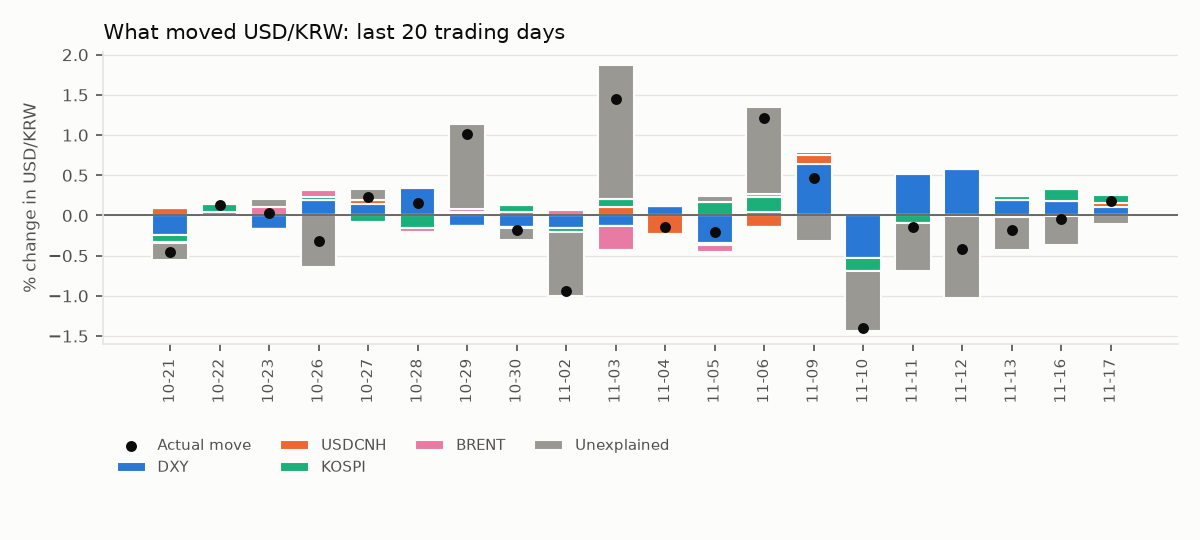 What moved USD/KRW: last 20 trading days
% change in USD/KRW
2.0
1.5
1.0
0.5
0.0
−0.5
−1.0
−1.5
10-21 10-22 10-23 10-26 10-27 10-28 10-29 10-30 11-02 11-03 11-04 11-05 11-06 11-09 11-10 11-11 11-12 11-13 11-16 11-17
Actual move USDCNH BRENT Unexplained
DXY KOSPI